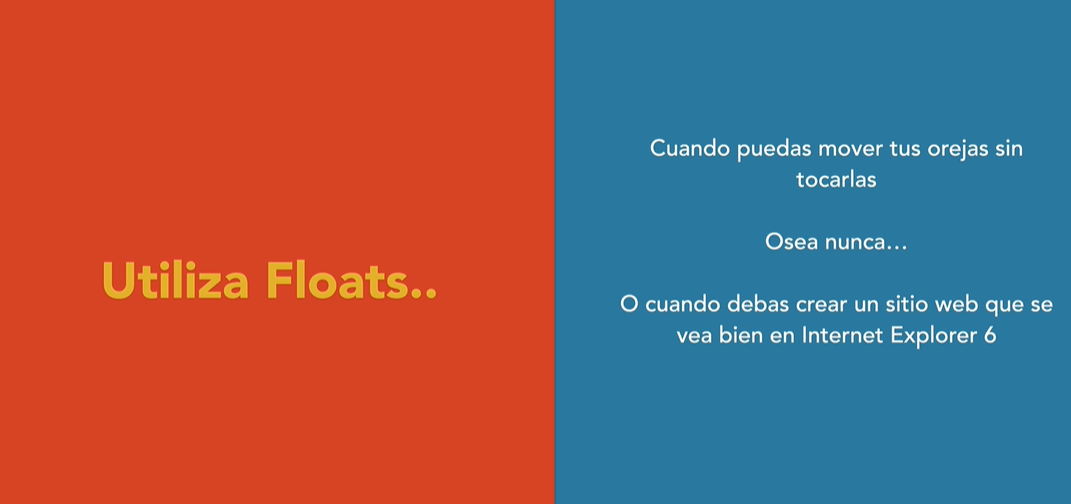 Utiliza Floats..
Cuando puedas mover tus orejas sin
tocarlas
Osea nunca...
O cuando debas crear un sitio web que se
vea bien en Internet Explorer 6